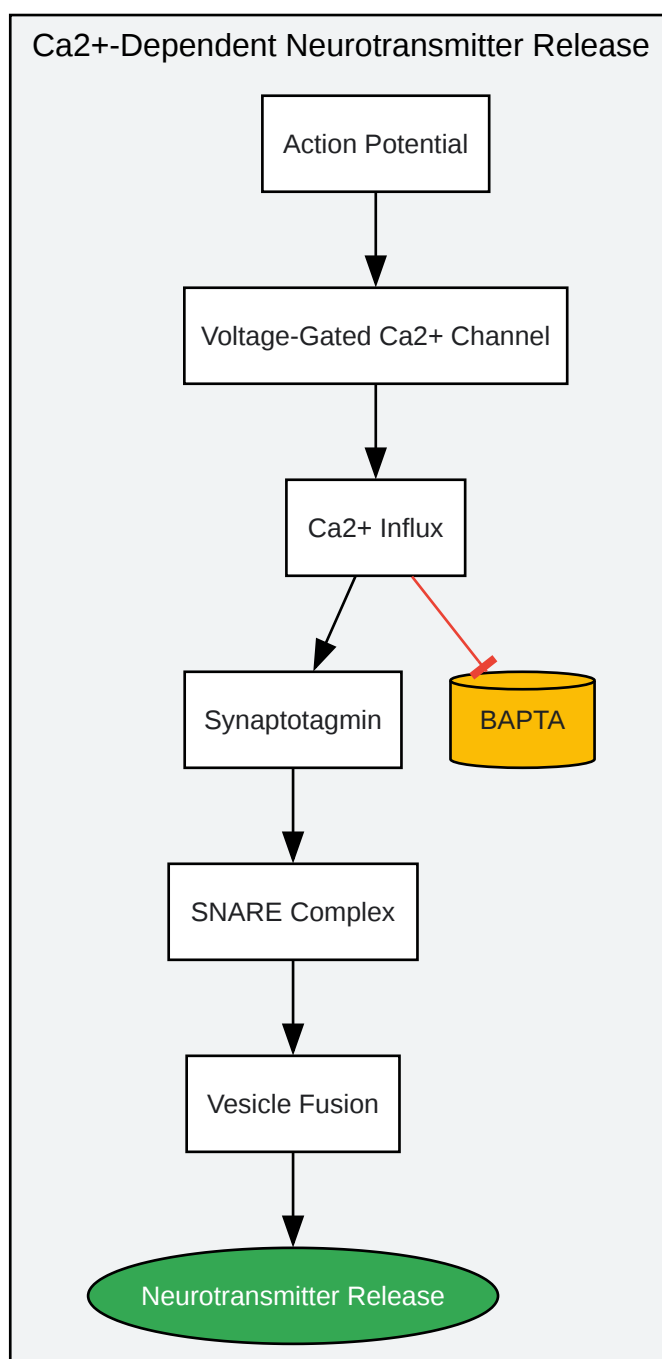 Ca2+-Dependent Neurotransmitter Release
Action Potential
Voltage-Gated Ca2+ Channel
Ca2+ Influx
Synaptotagmin
BAPTA
SNARE Complex
Vesicle Fusion
Neurotransmitter Release